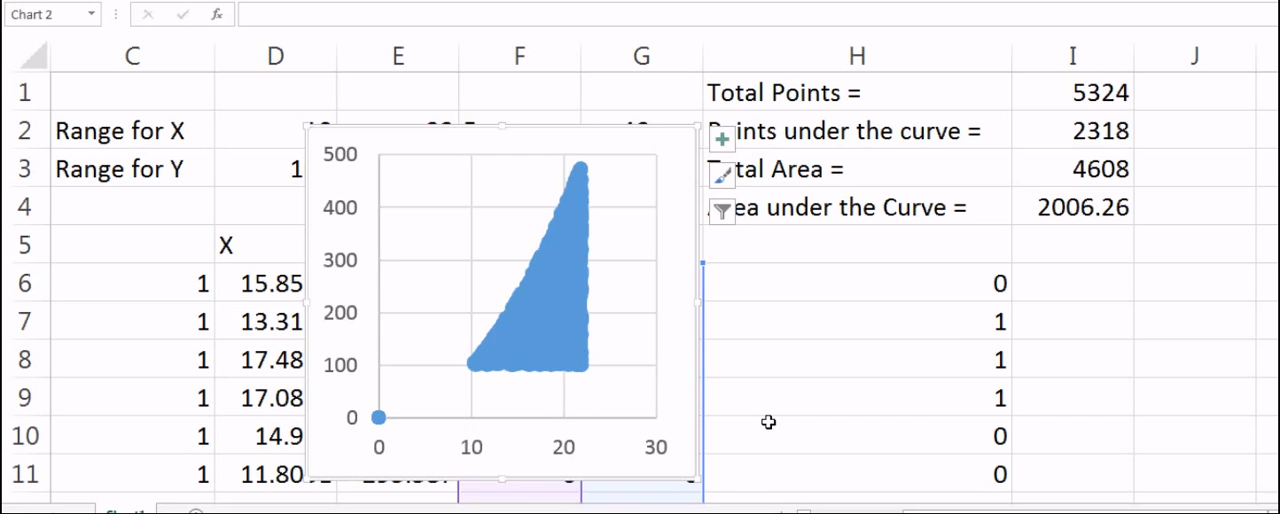 Chart 2 fx
C D E F G H I J
1 Total Points = 5324
2 Range for X Points under the curve = 2318
3 Range for Y 1 Total Area = 4608
4 Area under the Curve = 2006.26
5 X
6 1 15.85 0
7 1 13.31 1
8 1 17.48 1
9 1 17.08 1
10 1 14.9 0
11 1 11.80 0
500
400
300
200
100
0
0 10 20 30